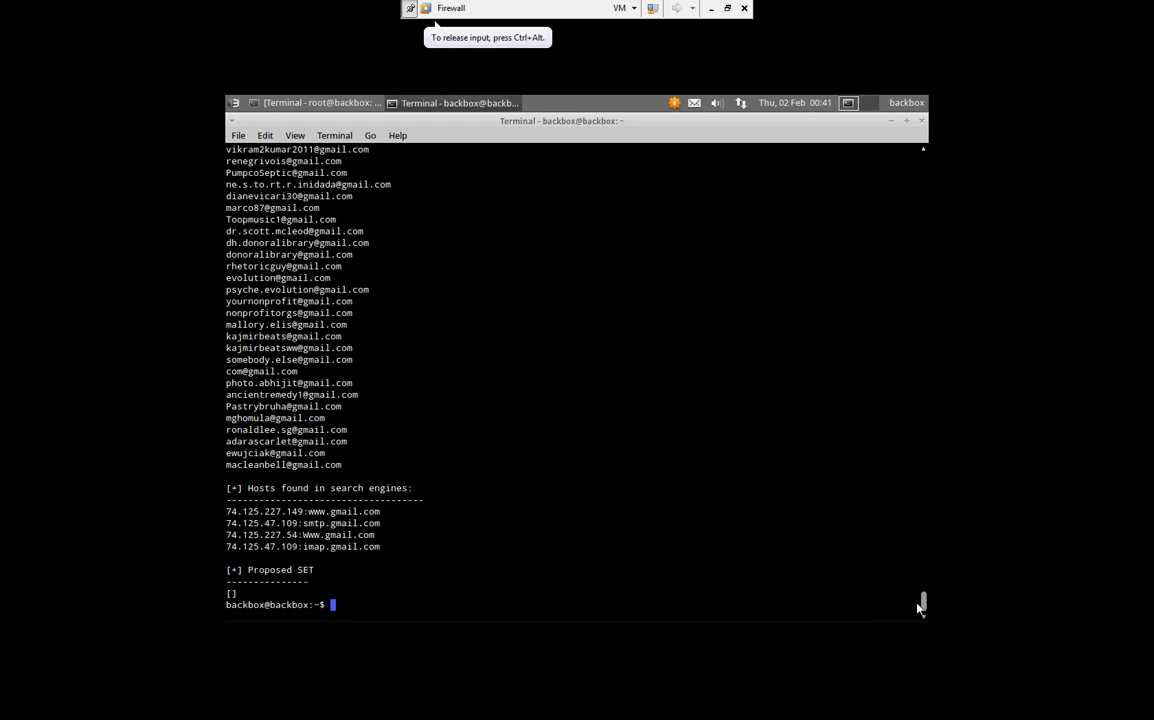 Firewall
VM
To release input, press Ctrl+Alt.
[Terminal - root@backbox: ...
Terminal - backbox@backb...
Thu, 02 Feb 00:41
backbox
Terminal - backbox@backbox: ~
File Edit View Terminal Go Help
vikram2kumar2011@gmail.com
renegrivois@gmail.com
PumpcoSeptic@gmail.com
ne.s.to.rt.r.inidada@gmail.com
dianevicari30@gmail.com
marco87@gmail.com
Toopmusic1@gmail.com
dr.scott.mcleod@gmail.com
dh.donoralibrary@gmail.com
donoralibrary@gmail.com
rhetoricguy@gmail.com
evolution@gmail.com
psyche.evolution@gmail.com
yournonprofit@gmail.com
nonprofitorgs@gmail.com
mallory.elis@gmail.com
kajmirbeats@gmail.com
kajmirbeatsww@gmail.com
somebody.else@gmail.com
com@gmail.com
photo.abhijit@gmail.com
ancientremedy1@gmail.com
Pastrybruha@gmail.com
mghomula@gmail.com
ronaldlee.sg@gmail.com
adarascarlet@gmail.com
ewujciak@gmail.com
macleanbell@gmail.com
[+] Hosts found in search engines:
------------------------------------
74.125.227.149:www.gmail.com
74.125.47.109:smtp.gmail.com
74.125.227.54:Www.gmail.com
74.125.47.109:imap.gmail.com
[+] Proposed SET
---------------
[]
backbox@backbox:~$